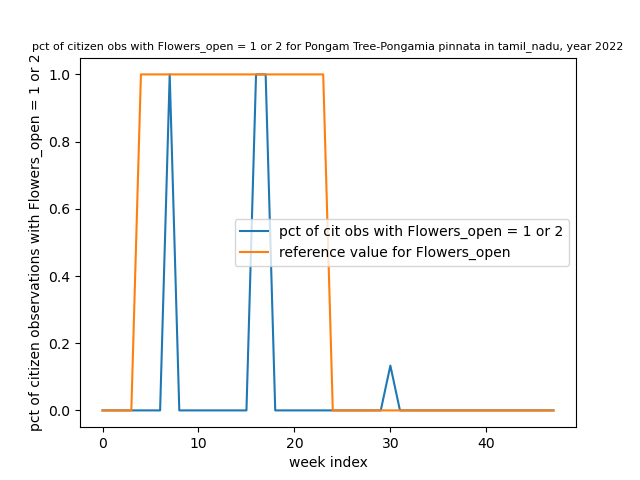 pct of citizen obs with Flowers_open = 1 or 2 for Pongam Tree-Pongamia pinnata in tamil_nadu, year 2022
pct of citizen observations with Flowers_open = 1 or 2
1.0
0.8
0.6
0.4
0.2
0.0
pct of cit obs with Flowers_open = 1 or 2
reference value for Flowers_open
0 10 20 30 40
week index